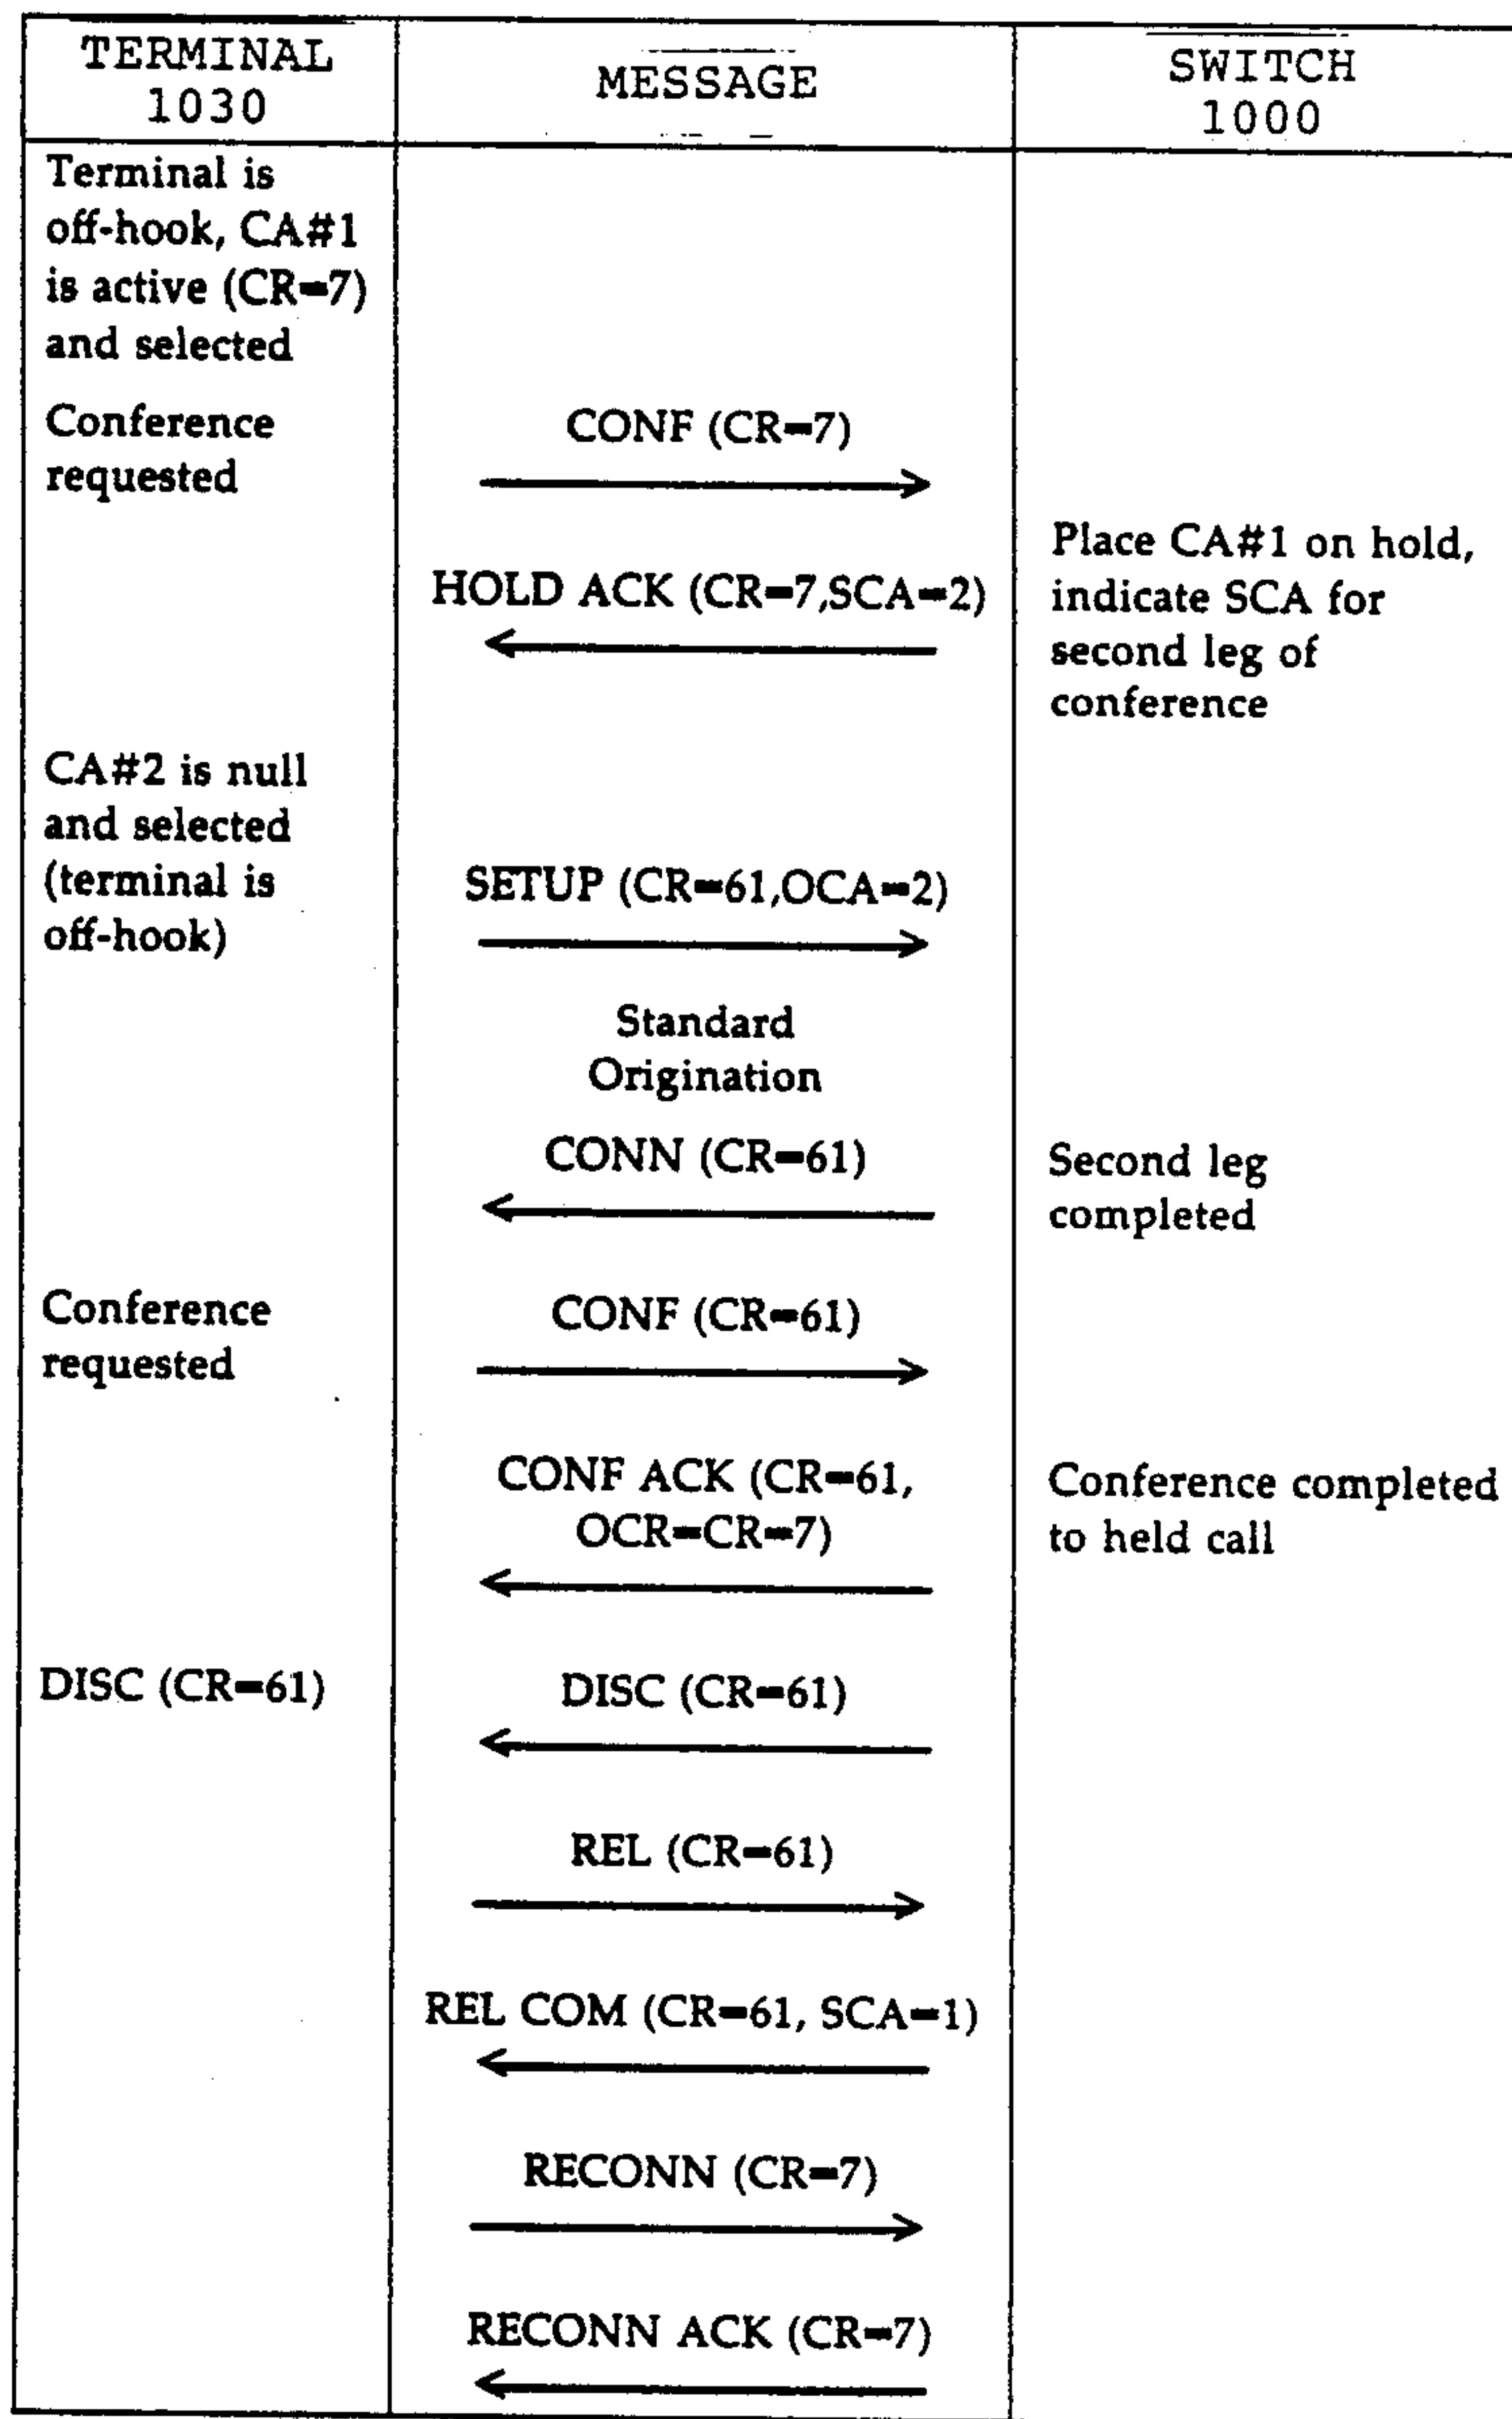 TERMINAL
1030
MESSAGE
SWITCH
1000
Terminal is
off-hook, CA#1
is active (CR=7)
and selected
Conference
requested
CONF (CR=7)
HOLD ACK (CR=7,SCA=2)
Place CA#1 on hold,
indicate SCA for
second leg of
conference
CA#2 is null
and selected
(terminal is
off-hook)
SETUP (CR=61,OCA=2)
Standard
Origination
CONN (CR=61)
Second leg
completed
Conference
requested
CONF (CR=61)
CONF ACK (CR=61,
OCR=CR=7)
Conference completed
to held call
DISC (CR=61)
DISC (CR=61)
REL (CR=61)
REL COM (CR=61, SCA=1)
RECONN (CR=7)
RECONN ACK (CR=7)